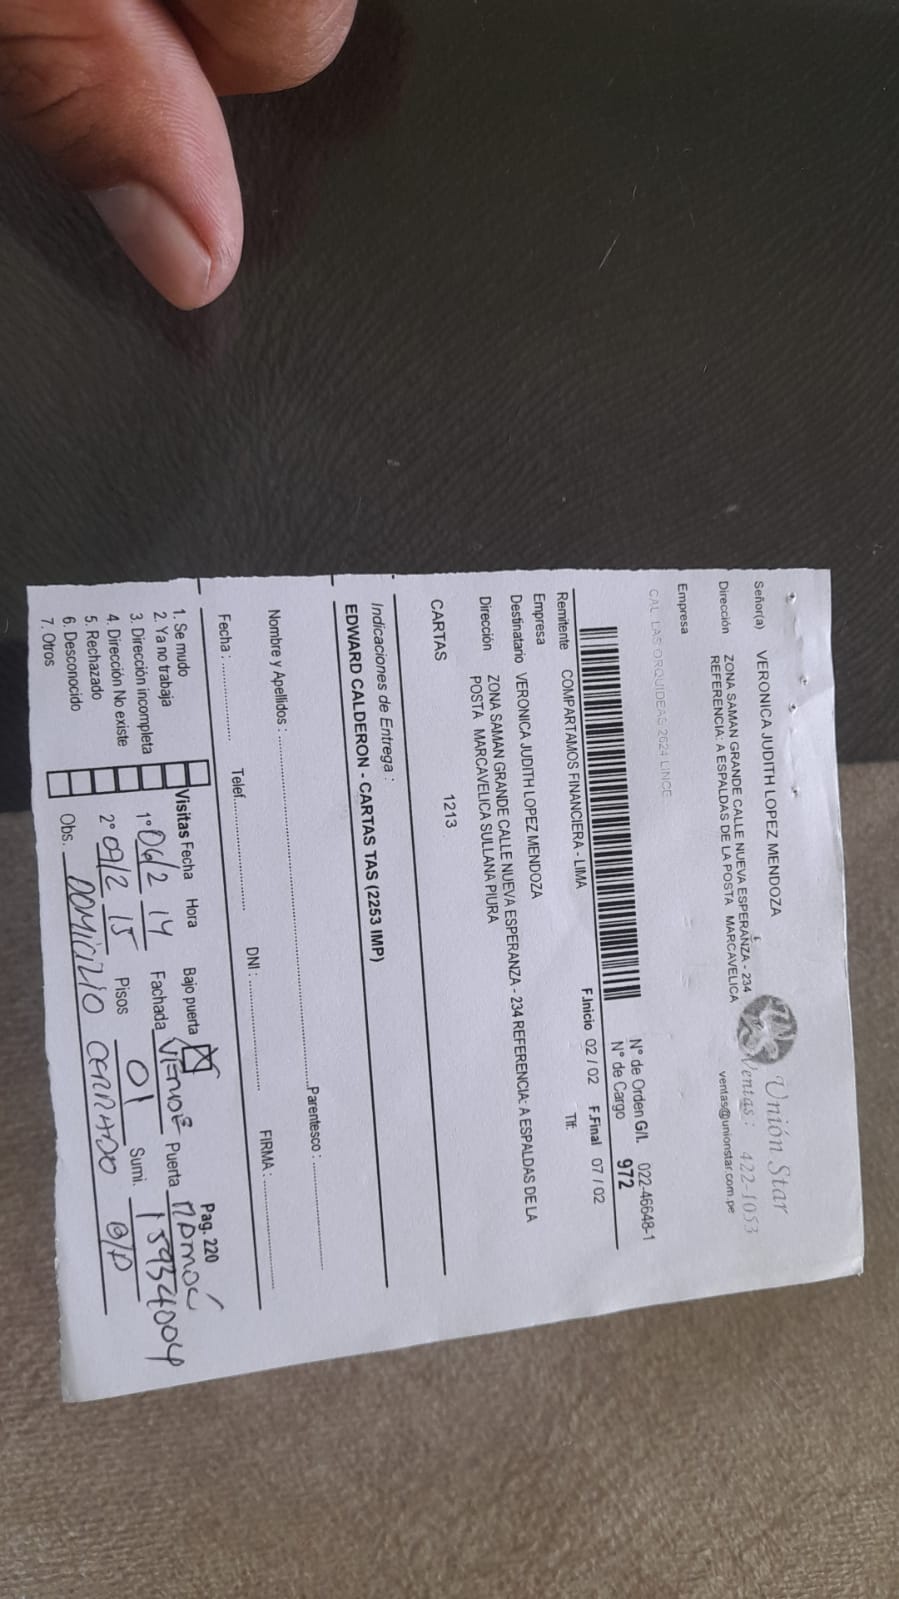 Unión Star
Ventas : 422-1053
ventas@unionstar.com.pe
Señor(a) VERONICA JUDITH LOPEZ MENDOZA
Dirección ZONA SAMAN GRANDE CALLE NUEVA ESPERANZA - 234
REFERENCIA: A ESPALDAS DE LA POSTA MARCAVELICA
Empresa
CAL LAS ORQUIDEAS 2624 LINCE
N° de Orden G/L 022-46648-1
N° de Cargo 972
F.Inicio 02 / 02 F.Final 07 / 02
Remitente COMPARTAMOS FINANCIERA - LIMA Tlf:
Empresa
Destinatario VERONICA JUDITH LOPEZ MENDOZA
Dirección ZONA SAMAN GRANDE CALLE NUEVA ESPERANZA - 234 REFERENCIA: A ESPALDAS DE LA
POSTA MARCAVELICA SULLANA PIURA
CARTAS 1213
Indicaciones de Entrega :
EDWARD CALDERON - CARTAS TAS (2253 IMP)
Nombre y Apellidos : Parentesco :
Fecha : Telef. DNI : FIRMA :
Pag. 220
1. Se mudo
2. Ya no trabaja
3. Dirección incompleta
4. Dirección No existe
5. Rechazado
6. Desconocido
7. Otros
Visitas Fecha Hora Bajo puerta
1° 06/2 14 Fachada Puerta
2° 09/2 15 Pisos 01 Sumi. 15934004
Obs. DOMICILIO CERRADO B/P